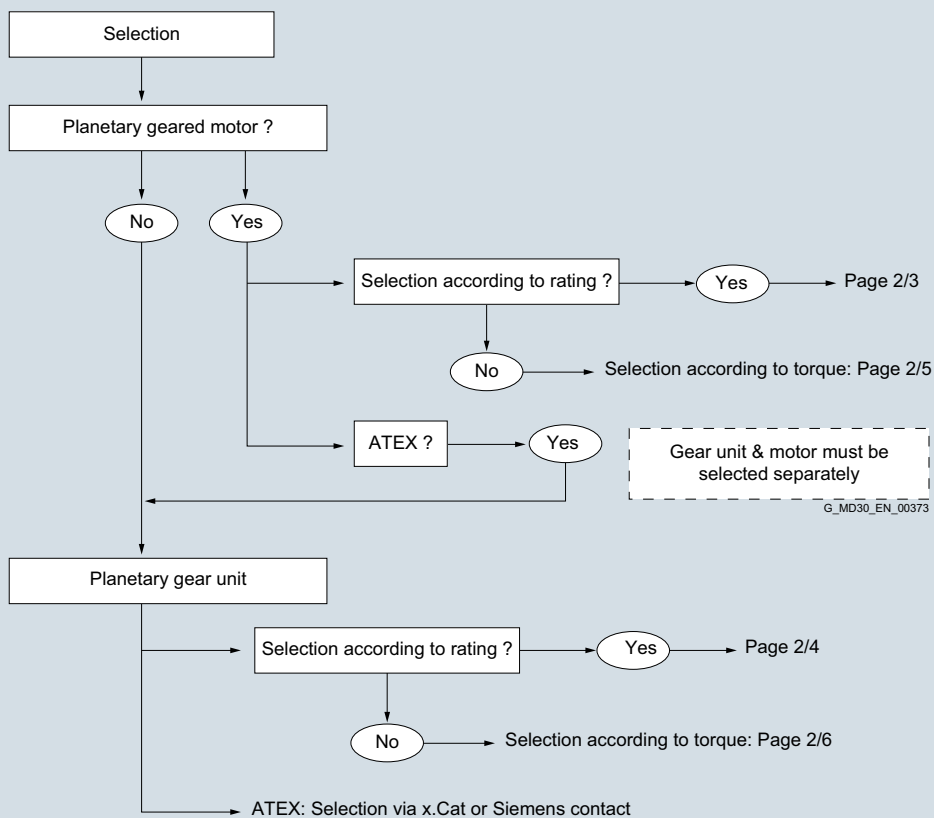 Selection
Planetary geared motor ?
No
Yes
Selection according to rating ?
Yes
Page 2/3
No
Selection according to torque: Page 2/5
ATEX ?
Yes
Gear unit & motor must be
selected separately
G_MD30_EN_00373
Planetary gear unit
Selection according to rating ?
Yes
Page 2/4
No
Selection according to torque: Page 2/6
ATEX: Selection via x.Cat or Siemens contact